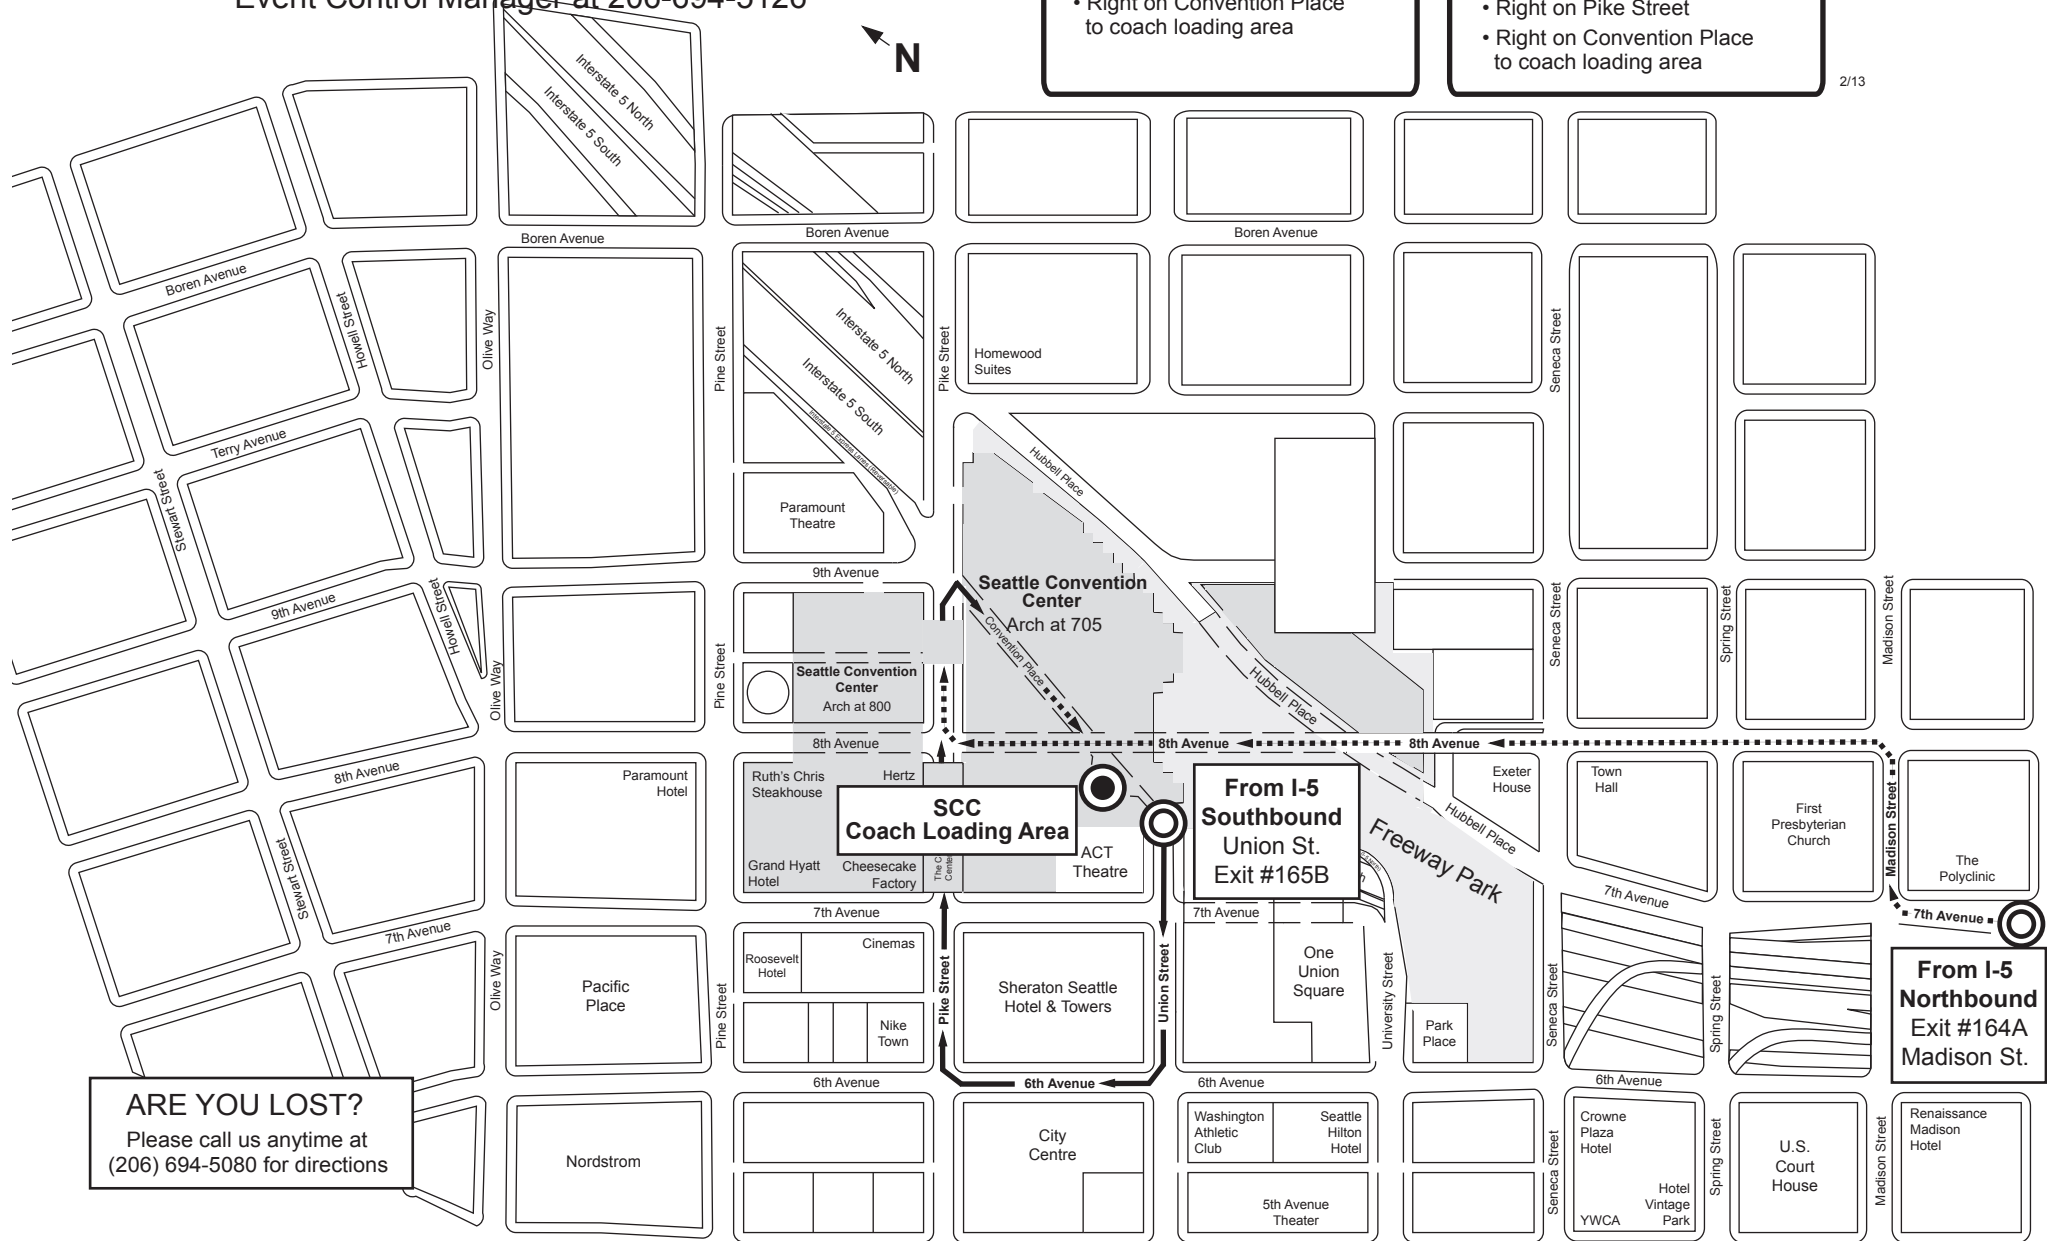 Event Control Manager at 206-694-5126
• Right on Convention Place
to coach loading area
• Right on Pike Street
• Right on Convention Place
to coach loading area
2/13
N
Interstate 5 North
Interstate 5 South
Boren Avenue
Boren Avenue
Boren Avenue
Boren Avenue
Howell Street
Olive Way
Pine Street
Interstate 5 North
Interstate 5 South
Interstate 5 Express Lanes (Reversible)
Pike Street
Homewood
Suites
Seneca Street
Terry Avenue
Stewart Street
Hubbell Place
Paramount
Theatre
9th Avenue
9th Avenue
Howell Street
Olive Way
Pine Street
Seattle Convention
Center
Arch at 705
Convention Place
Seattle Convention
Center
Arch at 800
Hubbell Place
Seneca Street
Spring Street
Madison Street
8th Avenue
8th Avenue
8th Avenue
8th Avenue
Paramount
Hotel
Ruth's Chris
Steakhouse
Hertz
SCC
Coach Loading Area
Grand Hyatt
Hotel
Cheesecake
Factory
ACT
Theatre
From I-5
Southbound
Union St.
Exit #165B
Freeway Park
Hubbell Place
Exeter
House
Town
Hall
First
Presbyterian
Church
Madison Street
The
Polyclinic
Stewart Street
7th Avenue
7th Avenue
7th Avenue
7th Avenue
7th Avenue
Olive Way
Pacific
Place
Pine Street
Roosevelt
Hotel
Cinemas
Nike
Town
Pike Street
Sheraton Seattle
Hotel & Towers
Union Street
One
Union
Square
University Street
Park
Place
Seneca Street
Spring Street
From I-5
Northbound
Exit #164A
Madison St.
6th Avenue
6th Avenue
6th Avenue
6th Avenue
ARE YOU LOST?
Please call us anytime at
(206) 694-5080 for directions
Nordstrom
City
Centre
Washington
Athletic
Club
Seattle
Hilton
Hotel
5th Avenue
Theater
Seneca Street
Crowne
Plaza
Hotel
Hotel
Vintage
Park
YWCA
Spring Street
U.S.
Court
House
Madison Street
Renaissance
Madison
Hotel